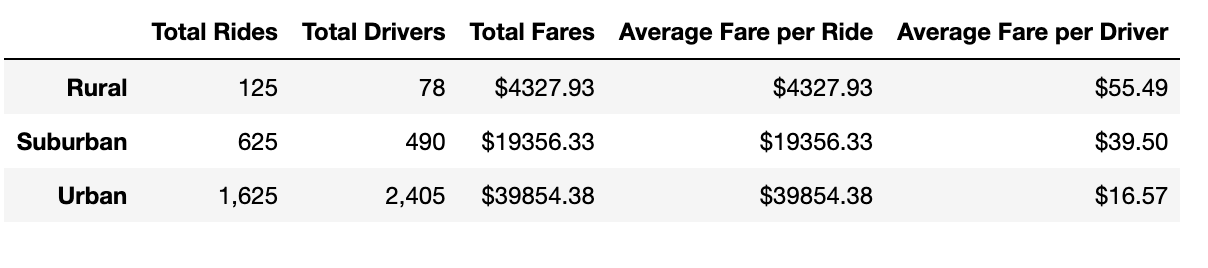 Total Rides Total Drivers Total Fares Average Fare per Ride Average Fare per Driver
Rural 125 78 $4327.93 $4327.93 $55.49
Suburban 625 490 $19356.33 $19356.33 $39.50
Urban 1,625 2,405 $39854.38 $39854.38 $16.57